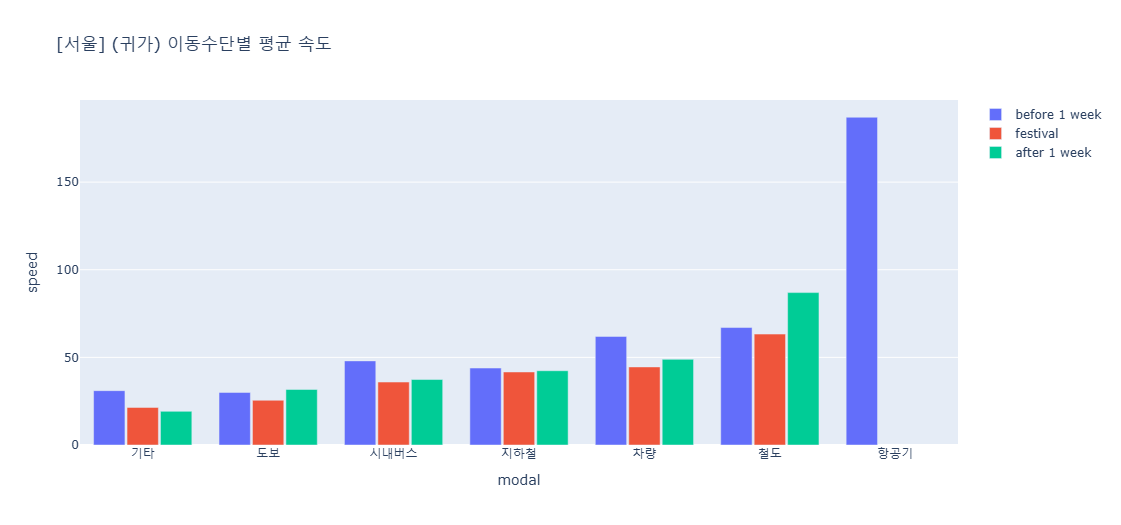 [서울] (귀가) 이동수단별 평균 속도
before 1 week
festival
after 1 week
speed
150
100
50
0
기타 도보 시내버스 지하철 차량 철도 항공기
modal